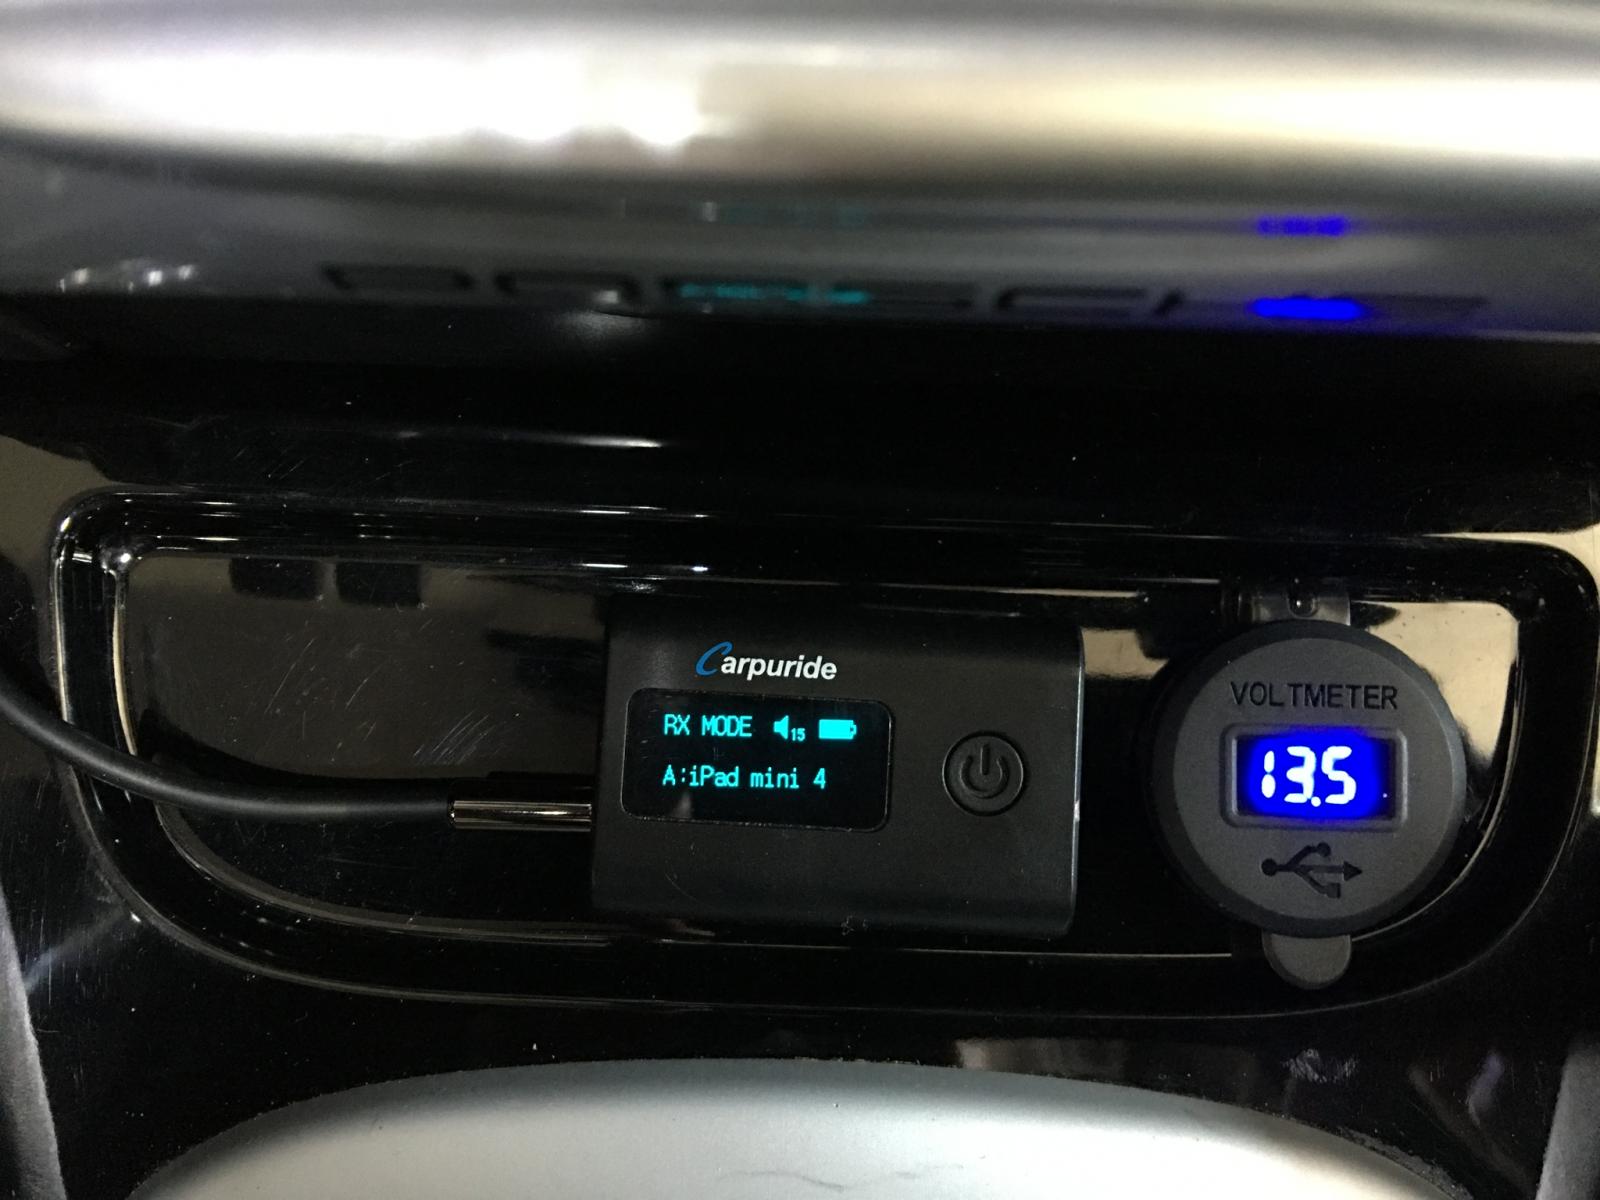 Carpuride
RX MODE 15
A:iPad mini 4
VOLTMETER
13.5